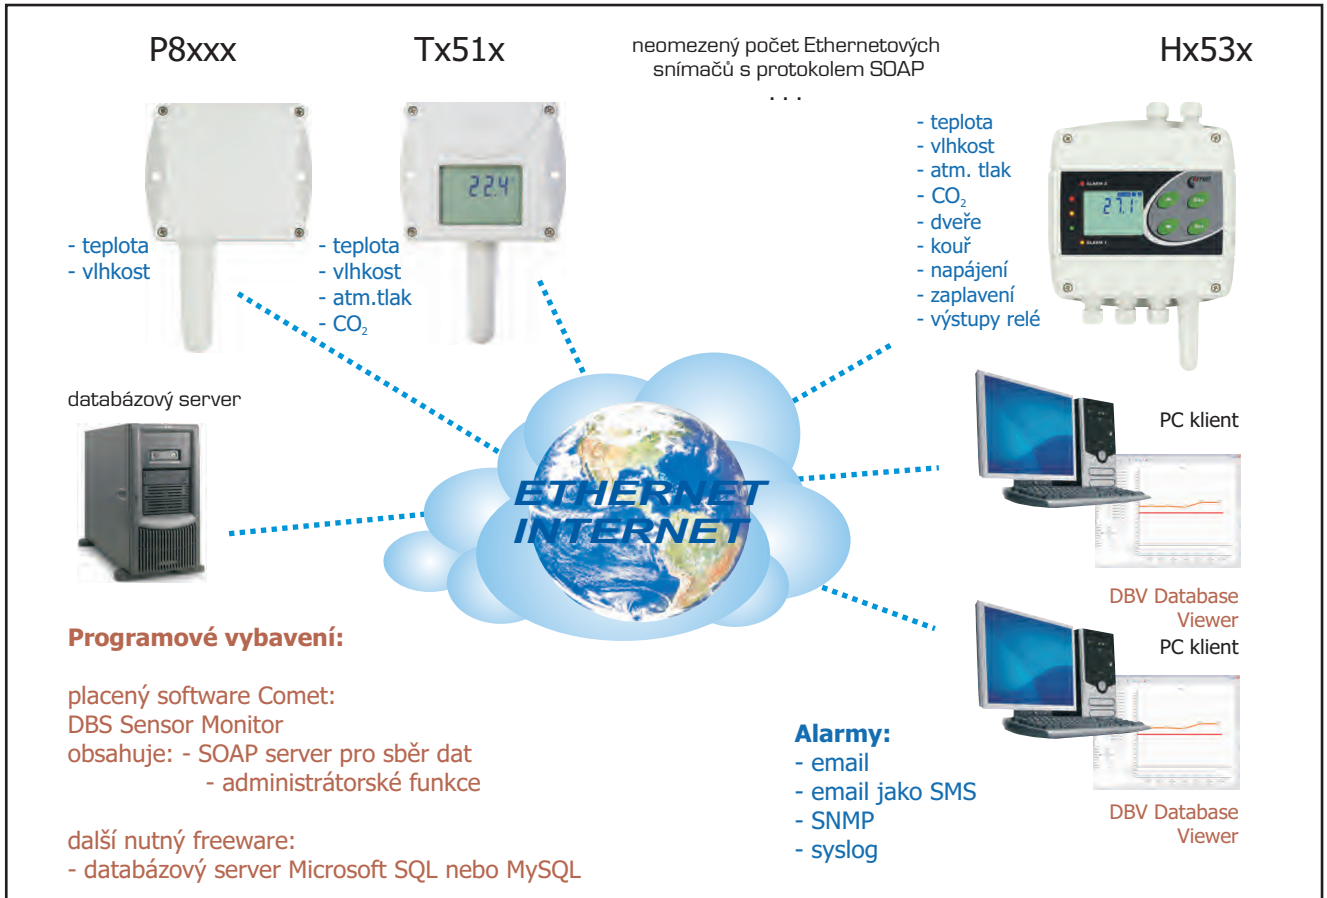 P8xxx
Tx51x
neomezený počet Ethernetových
snímačů s protokolem SOAP
. . .
Hx53x
- teplota
- vlhkost
22.4
- teplota
- vlhkost
- atm.tlak
- CO₂
- teplota
- vlhkost
- atm. tlak
- CO₂
- dveře
- kouř
- napájení
- zaplavení
- výstupy relé
ALARM 2
27.1
ALARM 1
databázový server
ETHERNET
INTERNET
PC klient
DBV Database
Viewer
PC klient
DBV Database
Viewer
Programové vybavení:
placený software Comet:
DBS Sensor Monitor
obsahuje: - SOAP server pro sběr dat
- administrátorské funkce
další nutný freeware:
- databázový server Microsoft SQL nebo MySQL
Alarmy:
- email
- email jako SMS
- SNMP
- syslog